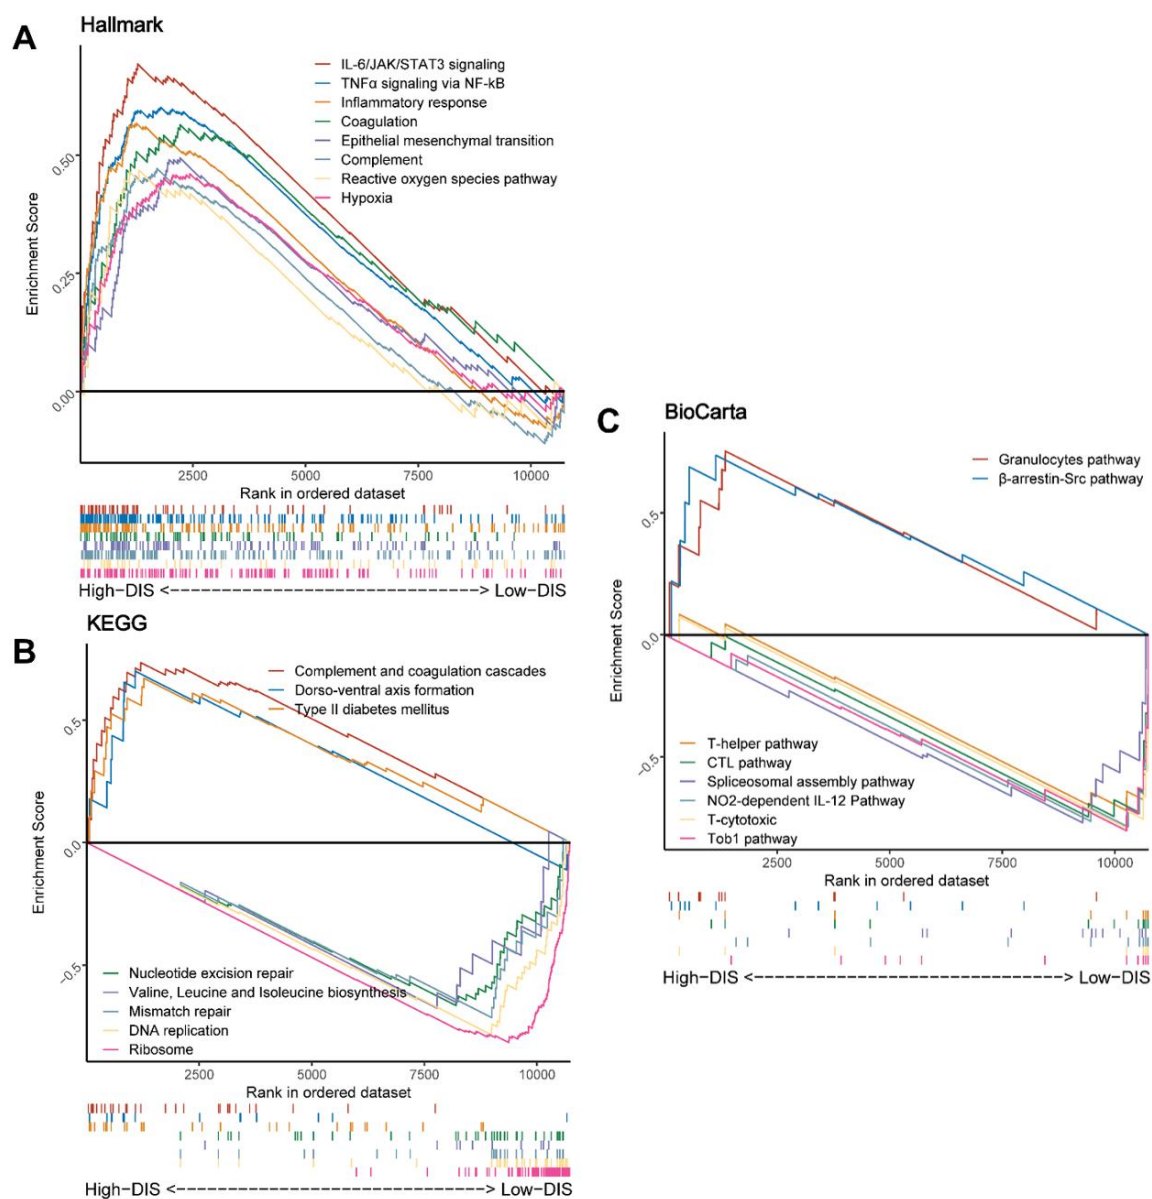 A
Hallmark
IL-6/JAK/STAT3 signaling
TNFα signaling via NF-kB
Inflammatory response
Coagulation
Epithelial mesenchymal transition
Complement
Reactive oxygen species pathway
Hypoxia
Enrichment Score
0.50
0.25
0.00
2500 5000 7500 10000
Rank in ordered dataset
High-DIS <------------------------------------> Low-DIS
B
KEGG
Complement and coagulation cascades
Dorso-ventral axis formation
Type II diabetes mellitus
Enrichment Score
0.5
0.0
-0.5
Nucleotide excision repair
Valine, Leucine and Isoleucine biosynthesis
Mismatch repair
DNA replication
Ribosome
2500 5000 7500 10000
Rank in ordered dataset
High-DIS <------------------------------------> Low-DIS
C
BioCarta
Granulocytes pathway
β-arrestin-Src pathway
Enrichment Score
0.5
0.0
-0.5
T-helper pathway
CTL pathway
Spliceosomal assembly pathway
NO2-dependent IL-12 Pathway
T-cytotoxic
Tob1 pathway
2500 5000 7500 10000
Rank in ordered dataset
High-DIS <------------------------------------> Low-DIS